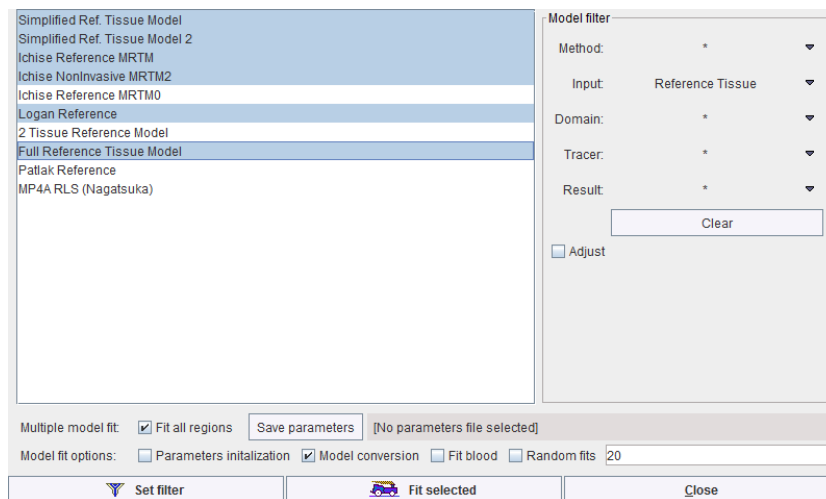 Simplified Ref. Tissue Model
Simplified Ref. Tissue Model 2
Ichise Reference MRTM
Ichise NonInvasive MRTM2
Ichise Reference MRTM0
Logan Reference
2 Tissue Reference Model
Full Reference Tissue Model
Patlak Reference
MP4A RLS (Nagatsuka)
Model filter
Method: *
Input: Reference Tissue
Domain: *
Tracer: *
Result: *
Clear
Adjust
Multiple model fit: Fit all regions Save parameters [No parameters file selected]
Model fit options: Parameters initalization Model conversion Fit blood Random fits 20
Set filter Fit selected Close